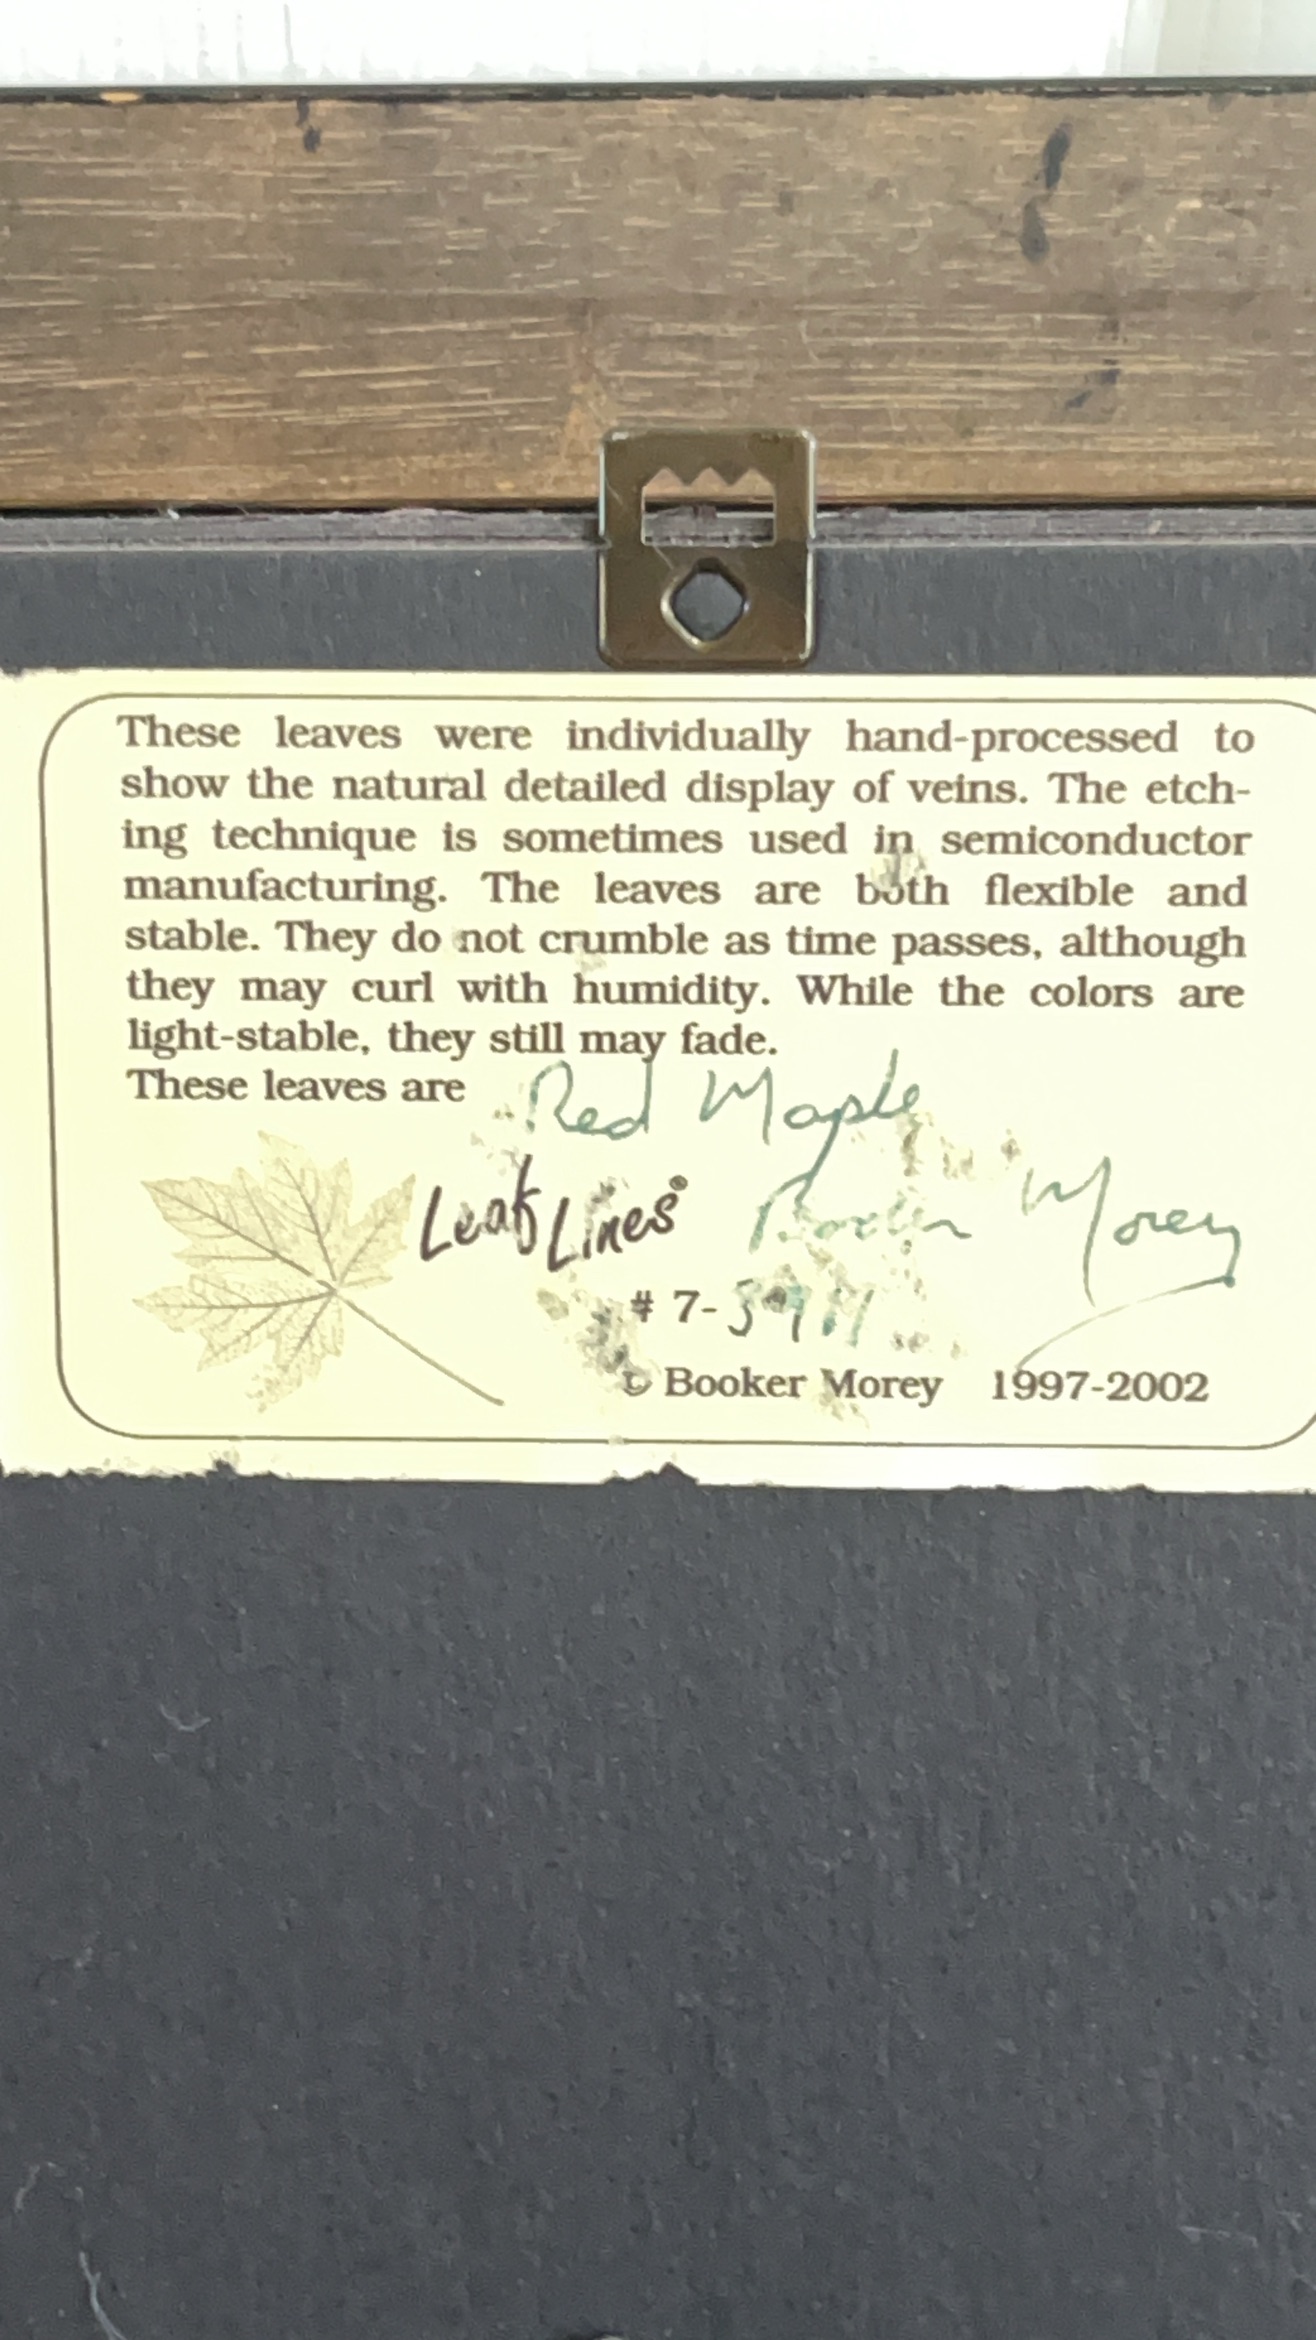 These leaves were individually hand-processed to
show the natural detailed display of veins. The etch-
ing technique is sometimes used in semiconductor
manufacturing. The leaves are both flexible and
stable. They do not crumble as time passes, although
they may curl with humidity. While the colors are
light-stable, they still may fade.
These leaves are Red Maple
Leaf Lines® Booker Morey
# 7-
© Booker Morey 1997-2002